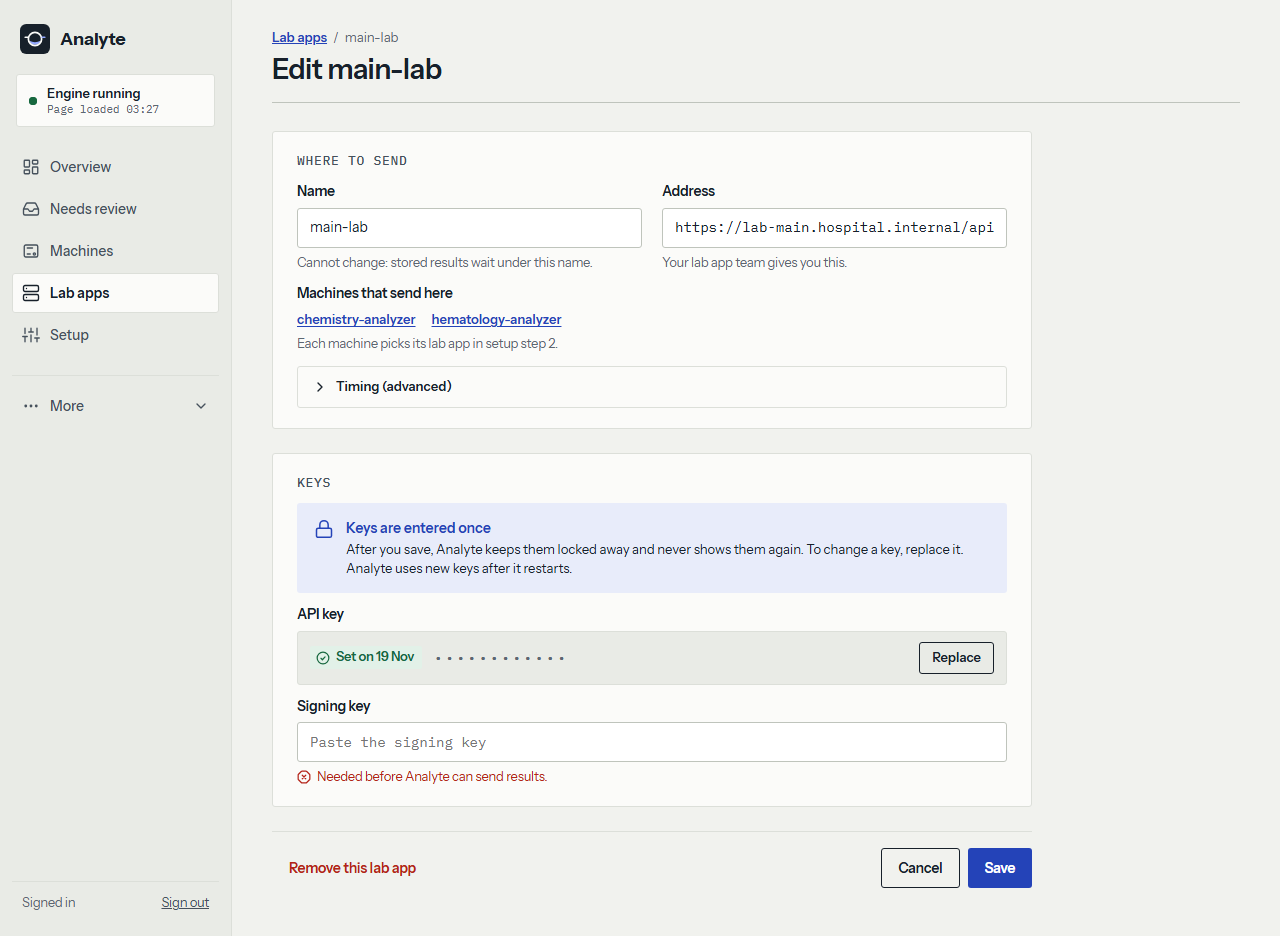 Analyte
Engine running
Page loaded 03:27
Overview
Needs review
Machines
Lab apps
Setup
More
Signed in
Sign out
Lab apps / main-lab
Edit main-lab
WHERE TO SEND
Name
main-lab
Cannot change: stored results wait under this name.
Address
https://lab-main.hospital.internal/api
Your lab app team gives you this.
Machines that send here
chemistry-analyzer hematology-analyzer
Each machine picks its lab app in setup step 2.
Timing (advanced)
KEYS
Keys are entered once
After you save, Analyte keeps them locked away and never shows them again. To change a key, replace it.
Analyte uses new keys after it restarts.
API key
Set on 19 Nov ••••••••••••
Replace
Signing key
Paste the signing key
Needed before Analyte can send results.
Remove this lab app
Cancel
Save